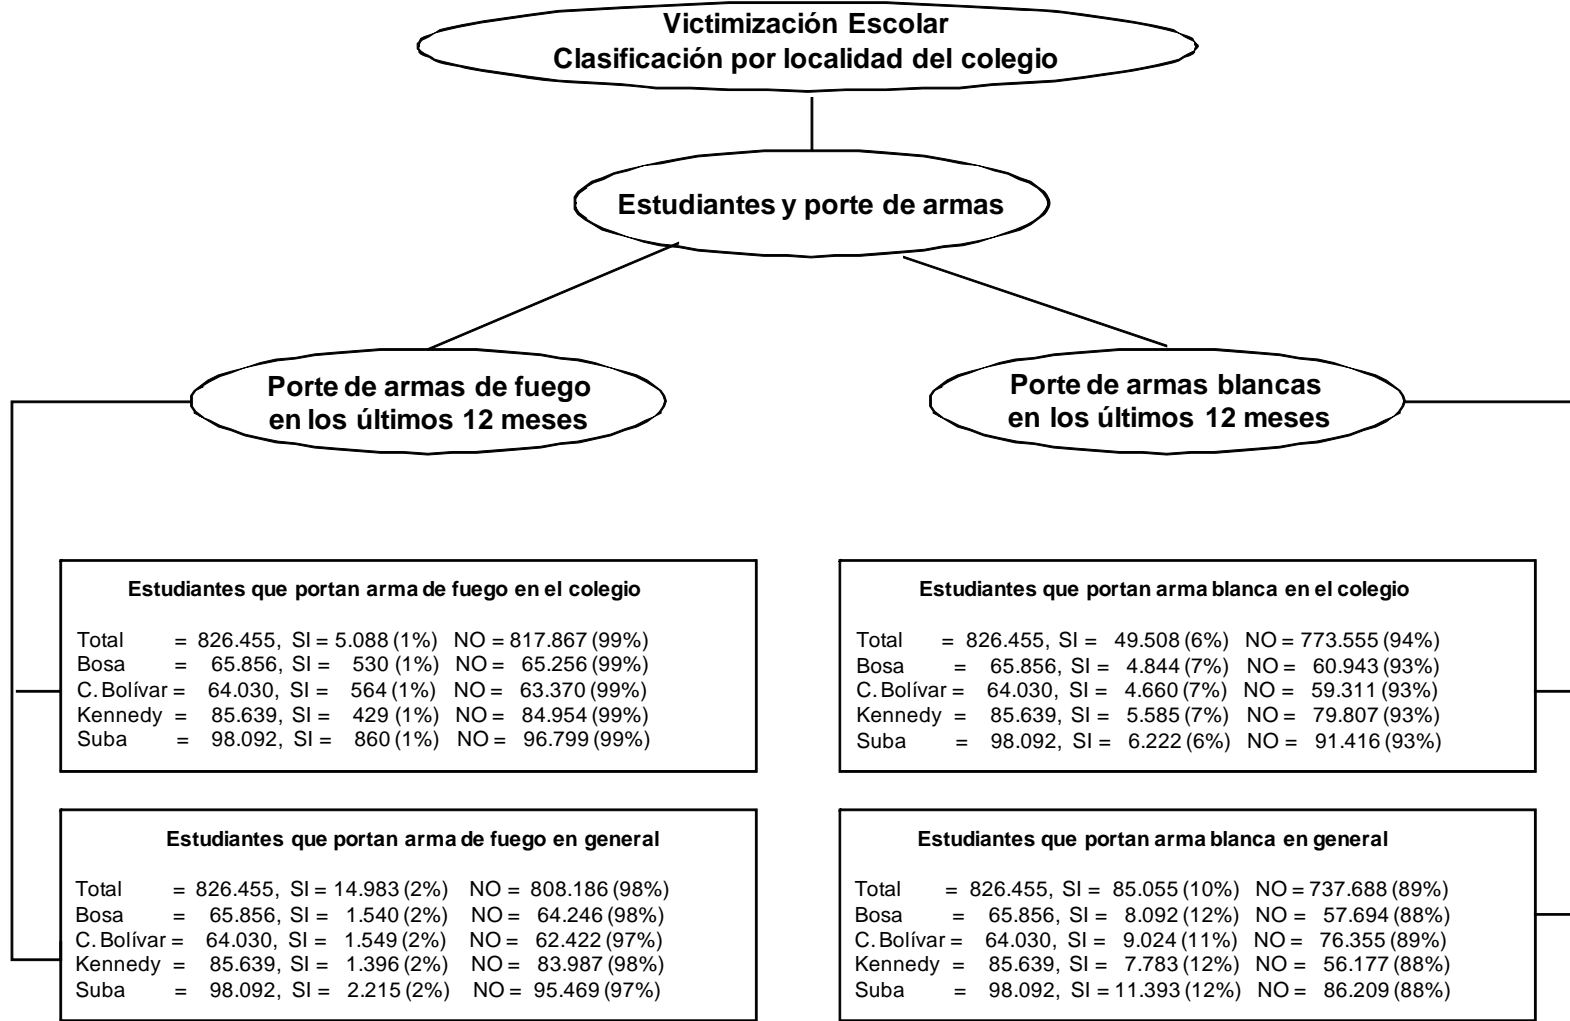 Victimización Escolar
Clasificación por localidad del colegio
Estudiantes y porte de armas
Porte de armas de fuego
en los últimos 12 meses
Porte de armas blancas
en los últimos 12 meses
Estudiantes que portan arma de fuego en el colegio
Total = 826.455, SI = 5.088 (1%) NO = 817.867 (99%)
Bosa = 65.856, SI = 530 (1%) NO = 65.256 (99%)
C. Bolívar = 64.030, SI = 564 (1%) NO = 63.370 (99%)
Kennedy = 85.639, SI = 429 (1%) NO = 84.954 (99%)
Suba = 98.092, SI = 860 (1%) NO = 96.799 (99%)
Estudiantes que portan arma blanca en el colegio
Total = 826.455, SI = 49.508 (6%) NO = 773.555 (94%)
Bosa = 65.856, SI = 4.844 (7%) NO = 60.943 (93%)
C. Bolívar = 64.030, SI = 4.660 (7%) NO = 59.311 (93%)
Kennedy = 85.639, SI = 5.585 (7%) NO = 79.807 (93%)
Suba = 98.092, SI = 6.222 (6%) NO = 91.416 (93%)
Estudiantes que portan arma de fuego en general
Total = 826.455, SI = 14.983 (2%) NO = 808.186 (98%)
Bosa = 65.856, SI = 1.540 (2%) NO = 64.246 (98%)
C. Bolívar = 64.030, SI = 1.549 (2%) NO = 62.422 (97%)
Kennedy = 85.639, SI = 1.396 (2%) NO = 83.987 (98%)
Suba = 98.092, SI = 2.215 (2%) NO = 95.469 (97%)
Estudiantes que portan arma blanca en general
Total = 826.455, SI = 85.055 (10%) NO = 737.688 (89%)
Bosa = 65.856, SI = 8.092 (12%) NO = 57.694 (88%)
C. Bolívar = 64.030, SI = 9.024 (11%) NO = 76.355 (89%)
Kennedy = 85.639, SI = 7.783 (12%) NO = 56.177 (88%)
Suba = 98.092, SI = 11.393 (12%) NO = 86.209 (88%)